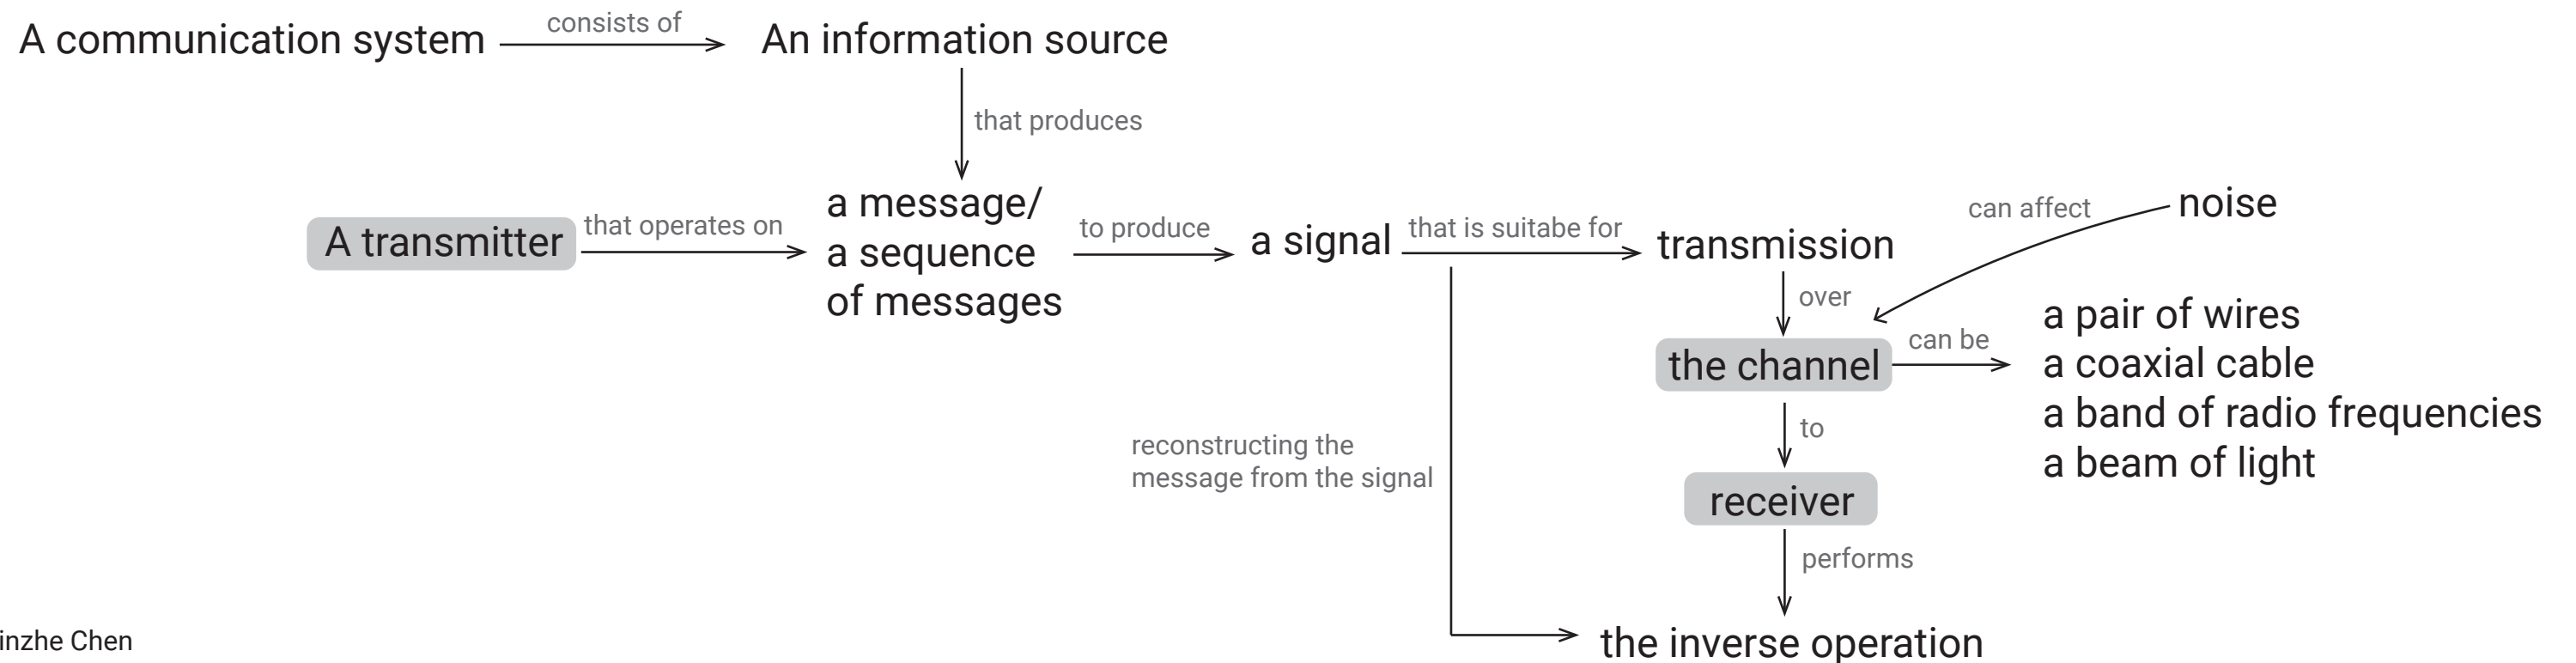 A communication system
consists of
An information source
that produces
A transmitter
that operates on
a message/
a sequence
of messages
to produce
a signal
that is suitabe for
transmission
can affect
noise
over
the channel
can be
a pair of wires
a coaxial cable
a band of radio frequencies
a beam of light
to
reconstructing the
message from the signal
receiver
performs
the inverse operation
inzhe Chen